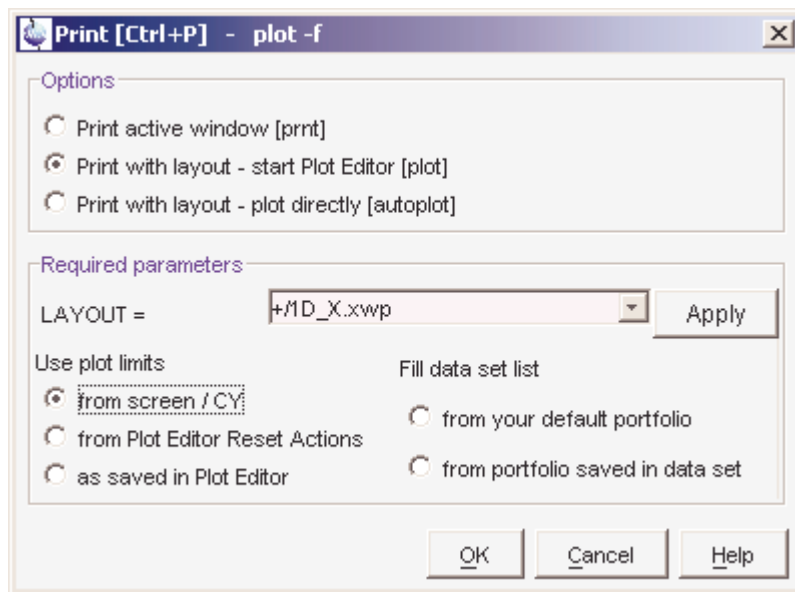 Print [Ctrl+P] - plot -f
Options
Print active window [prnt]
Print with layout - start Plot Editor [plot]
Print with layout - plot directly [autoplot]
Required parameters
LAYOUT = +/1D_X.xwp Apply
Use plot limits
from screen / CY
from Plot Editor Reset Actions
as saved in Plot Editor
Fill data set list
from your default portfolio
from portfolio saved in data set
OK Cancel Help